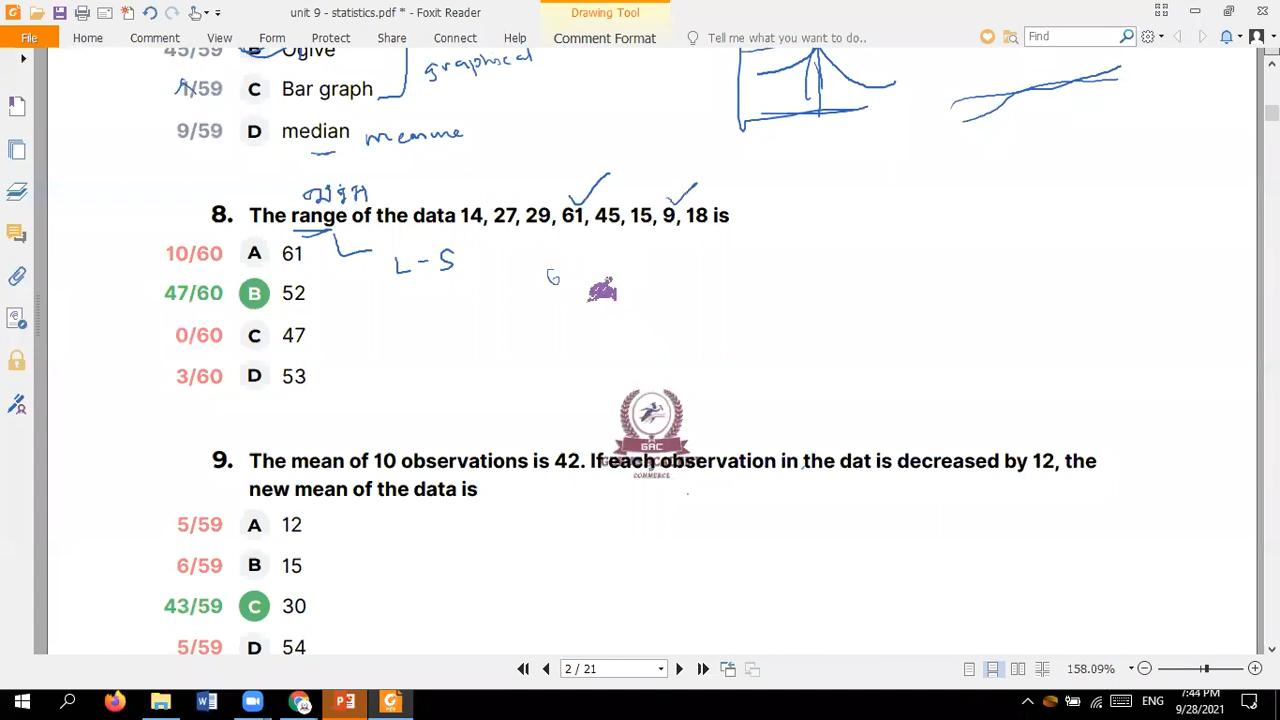 unit 9 - statistics.pdf * - Foxit Reader
Drawing Tool
File Home Comment View Form Protect Share Connect Help Comment Format Tell me what you want to do.. Find
45/59 B Ogive
graphical
1/59 C Bar graph
9/59 D median measure
8. The range of the data 14, 27, 29, 61, 45, 15, 9, 18 is
10/60 A 61
L - S
6
47/60 B 52
0/60 C 47
3/60 D 53
GAC
COMMERCE
9. The mean of 10 observations is 42. If each observation in the dat is decreased by 12, the
new mean of the data is
5/59 A 12
6/59 B 15
43/59 C 30
5/59 D 54
2 / 21
158.09%
ENG
7:44 PM
9/28/2021